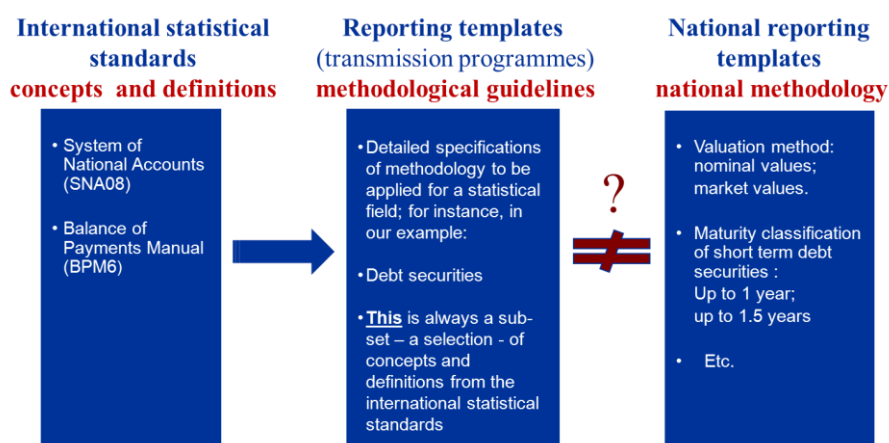 International statistical
standards
concepts and definitions
• System of
National Accounts
(SNA08)
• Balance of
Payments Manual
(BPM6)
Reporting templates
(transmission programmes)
methodological guidelines
•Detailed specifications
of methodology to be
applied for a statistical
field; for instance, in
our example:
•Debt securities
•This is always a sub-
set – a selection - of
concepts and
definitions from the
international statistical
standards
?
≠
National reporting
templates
national methodology
• Valuation method:
nominal values;
market values.
• Maturity classification
of short term debt
securities :
Up to 1 year;
up to 1.5 years
• Etc.